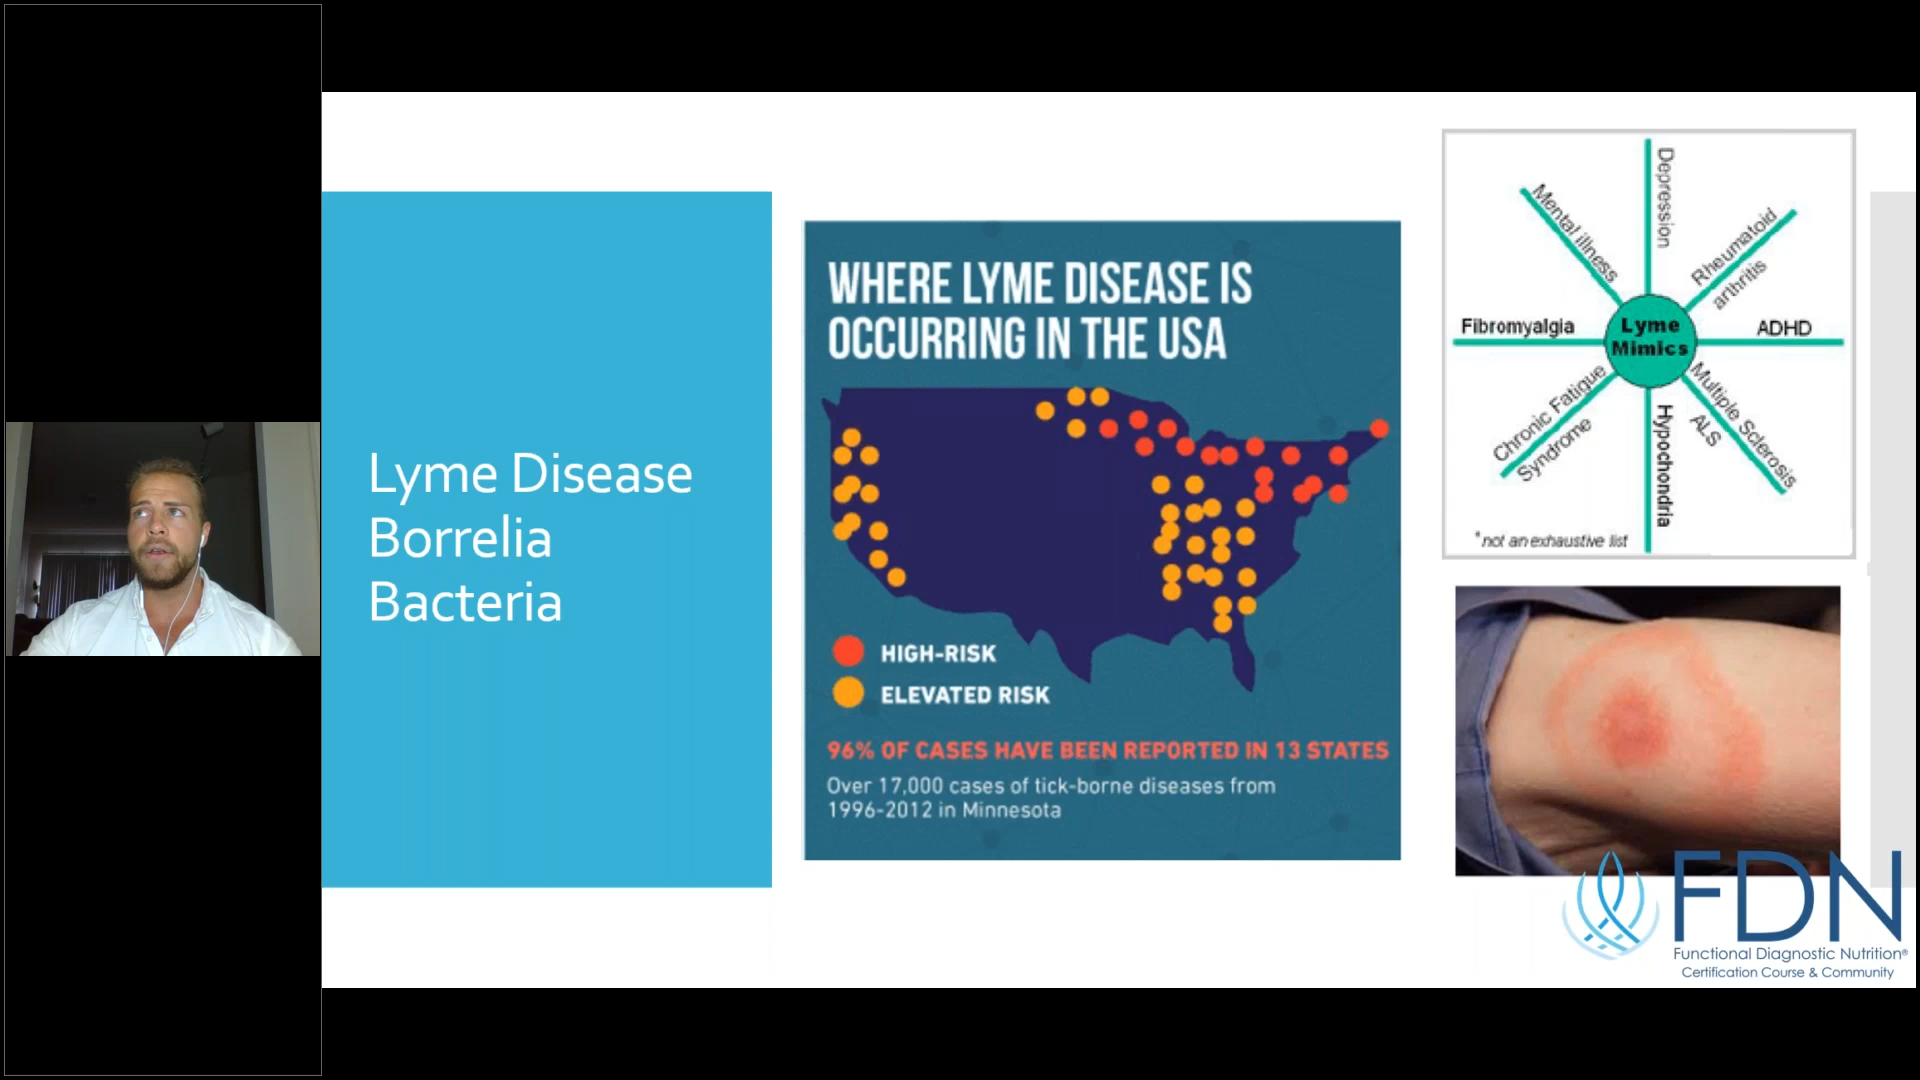 Lyme Disease
Borrelia
Bacteria
WHERE LYME DISEASE IS
OCCURRING IN THE USA
HIGH-RISK
ELEVATED RISK
96% OF CASES HAVE BEEN REPORTED IN 13 STATES
Over 17,000 cases of tick-borne diseases from
1996-2012 in Minnesota
Depression
Mental illness
Rheumatoid
arthritis
Fibromyalgia
Lyme
Mimics
ADHD
Chronic Fatigue
Syndrome
Hypochondria
Multiple Sclerosis
ALS
*not an exhaustive list
FDN
Functional Diagnostic Nutrition®
Certification Course & Community